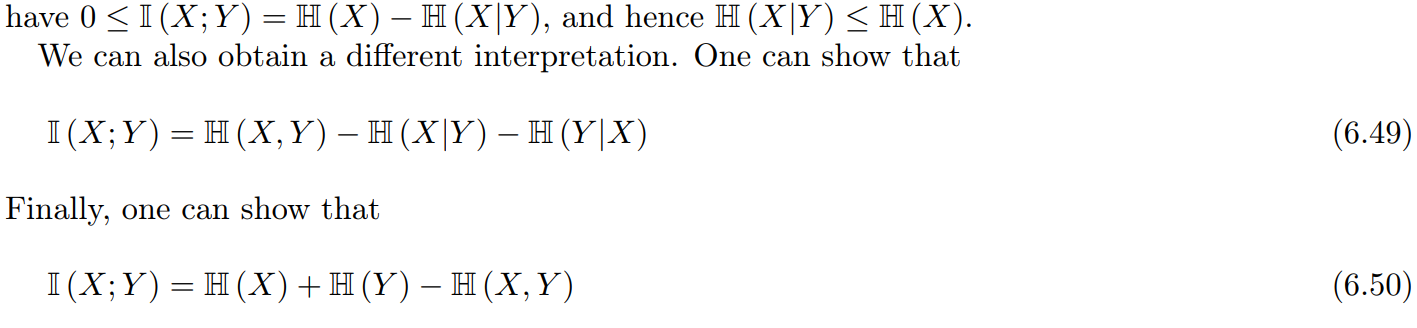 have 0 ≤ 𝕀 (X; Y) = ℍ (X) − ℍ (X|Y), and hence ℍ (X|Y) ≤ ℍ (X).
We can also obtain a different interpretation. One can show that
𝕀 (X; Y) = ℍ (X, Y) − ℍ (X|Y) − ℍ (Y|X) (6.49)
Finally, one can show that
𝕀 (X; Y) = ℍ (X) + ℍ (Y) − ℍ (X, Y) (6.50)